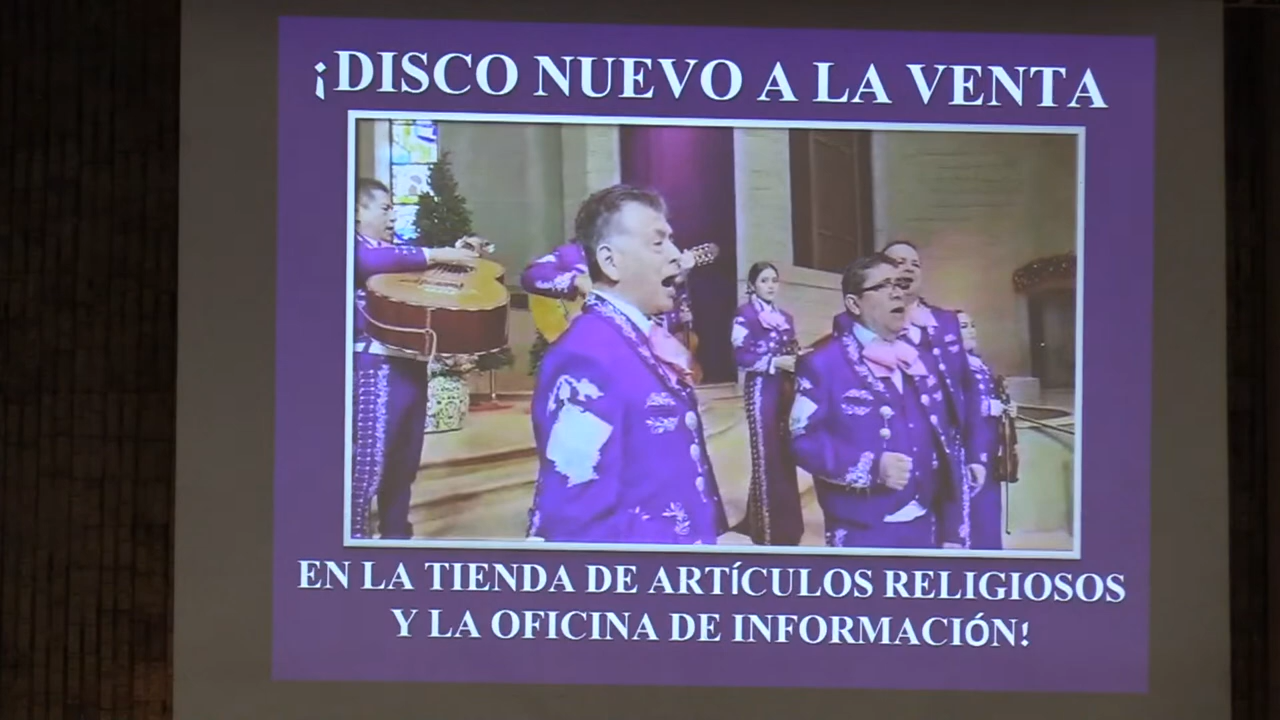 ¡DISCO NUEVO A LA VENTA
EN LA TIENDA DE ARTÍCULOS RELIGIOSOS
Y LA OFICINA DE INFORMACIÓN!